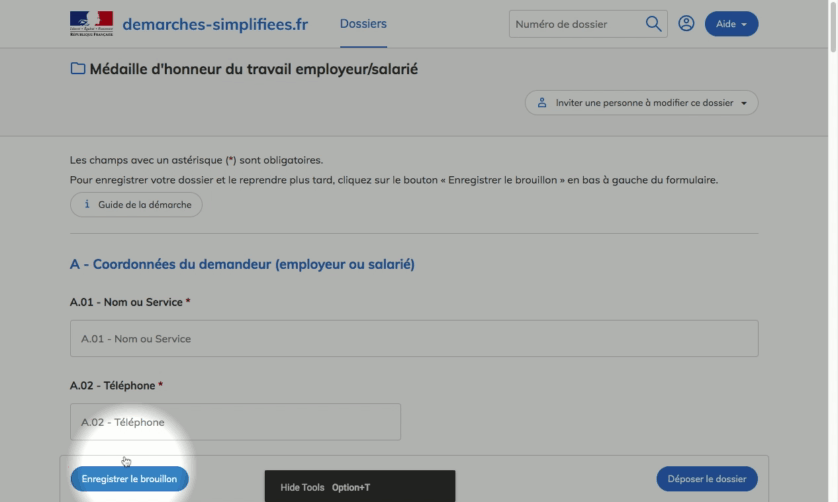 RÉPUBLIQUE FRANÇAISE
demarches-simplifiees.fr
Dossiers
Numéro de dossier
Aide
Médaille d'honneur du travail employeur/salarié
Inviter une personne à modifier ce dossier
Les champs avec un astérisque (*) sont obligatoires.
Pour enregistrer votre dossier et le reprendre plus tard, cliquez sur le bouton « Enregistrer le brouillon » en bas à gauche du formulaire.
Guide de la démarche
A - Coordonnées du demandeur (employeur ou salarié)
A.01 - Nom ou Service *
A.01 - Nom ou Service
A.02 - Téléphone *
A.02 - Téléphone
Enregistrer le brouillon
Hide Tools Option+T
Déposer le dossier